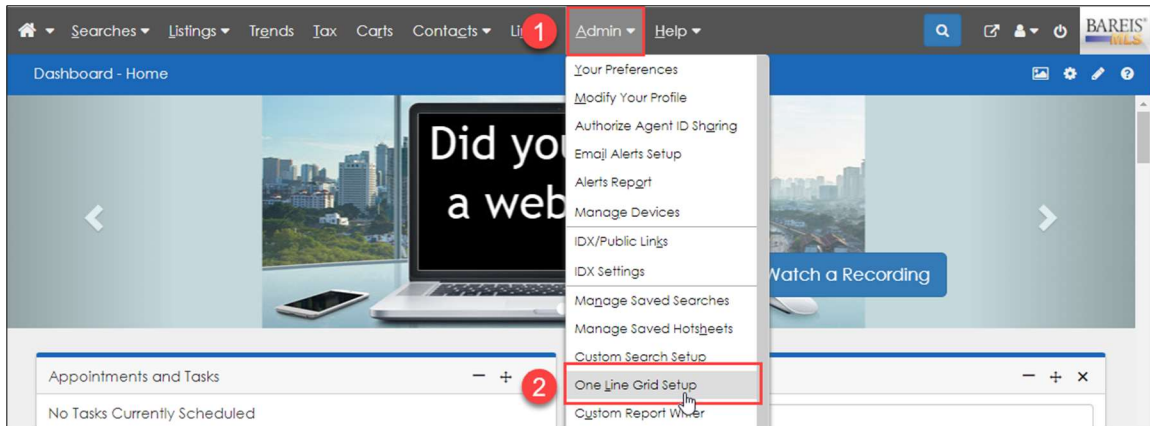 Searches Listings Trends Tax Carts Contacts Li 1 Admin Help BAREIS®
MLS
Dashboard - Home
Your Preferences
Modify Your Profile
Authorize Agent ID Sharing
Email Alerts Setup
Alerts Report
Manage Devices
IDX/Public Links
IDX Settings
Manage Saved Searches
Manage Saved Hotsheets
Custom Search Setup
2 One Line Grid Setup
Custom Report Writer
Did you
a web
Watch a Recording
Appointments and Tasks
No Tasks Currently Scheduled